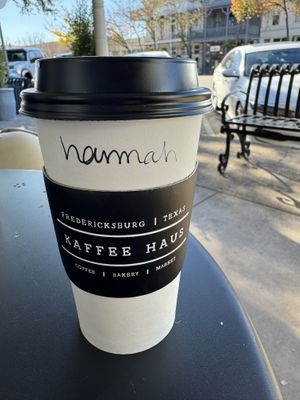 hannah
FREDERICKSBURG | TEXAS
KAFFEE HAUS
COFFEE | BAKERY | MARKET